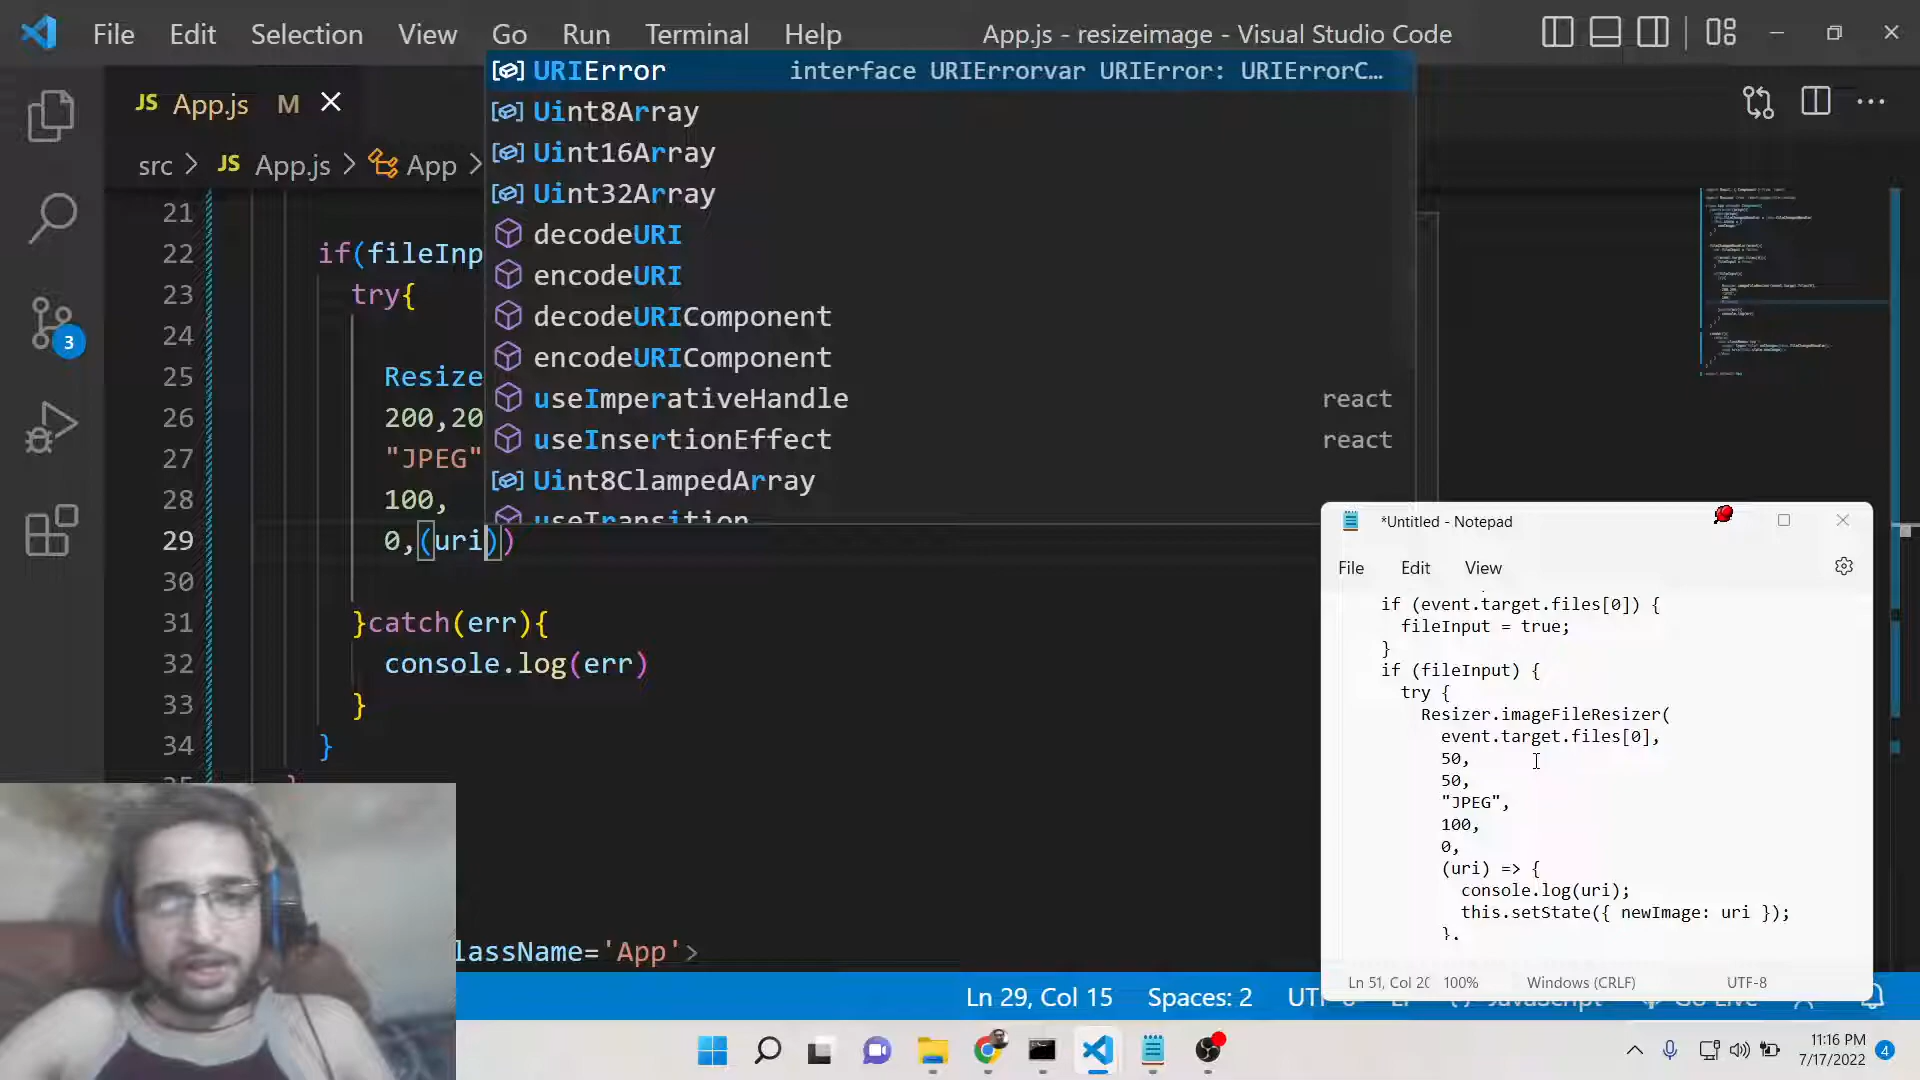 File Edit Selection View Go Run Terminal Help
App.js - resizeimage - Visual Studio Code
JS App.js M
src > JS App.js > App >
URIError interface URIErrorvar URIError: URIErrorC...
Uint8Array
Uint16Array
Uint32Array
decodeURI
encodeURI
decodeURIComponent
encodeURIComponent
useImperativeHandle react
useInsertionEffect react
Uint8ClampedArray
useTransition
21
22 if(fileInp
23 try{
24
25 Resize
26 200,20
27 "JPEG"
28 100,
29 0,(uri))
30
31 }catch(err){
32 console.log(err)
33 }
34 }
lassName='App'>
3
*Untitled - Notepad
File Edit View
if (event.target.files[0]) {
fileInput = true;
}
if (fileInput) {
try {
Resizer.imageFileResizer(
event.target.files[0],
50,
50,
"JPEG",
100,
0,
(uri) => {
console.log(uri);
this.setState({ newImage: uri });
},
Ln 51, Col 20 100% Windows (CRLF) UTF-8
Ln 29, Col 15 Spaces: 2
11:16 PM
7/17/2022
4